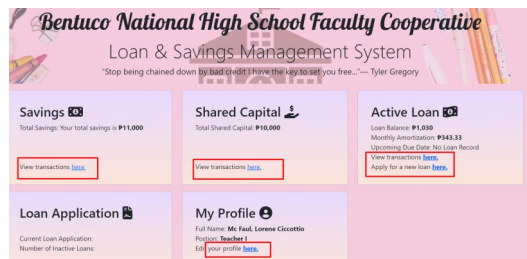 Bentuco National High School Faculty Cooperative
Loan & Savings Management System
"Stop being chained down by bad credit I have the key to set you free..."— Tyler Gregory
Savings
Total Savings: Your total savings is ₱11,000
View transactions here.
Shared Capital
Total Shared Capital: ₱10,000
View transactions here.
Active Loan
Loan Balance: ₱1,030
Monthly Amortization: ₱343.33
Upcoming Due Date: No Loan Record
View transactions here.
Apply for a new loan here.
Loan Application
Current Loan Application:
Number of Inactive Loans:
My Profile
Full Name: Mc Faul, Lorene Ciccottio
Postion: Teacher I
Edit your profile here.